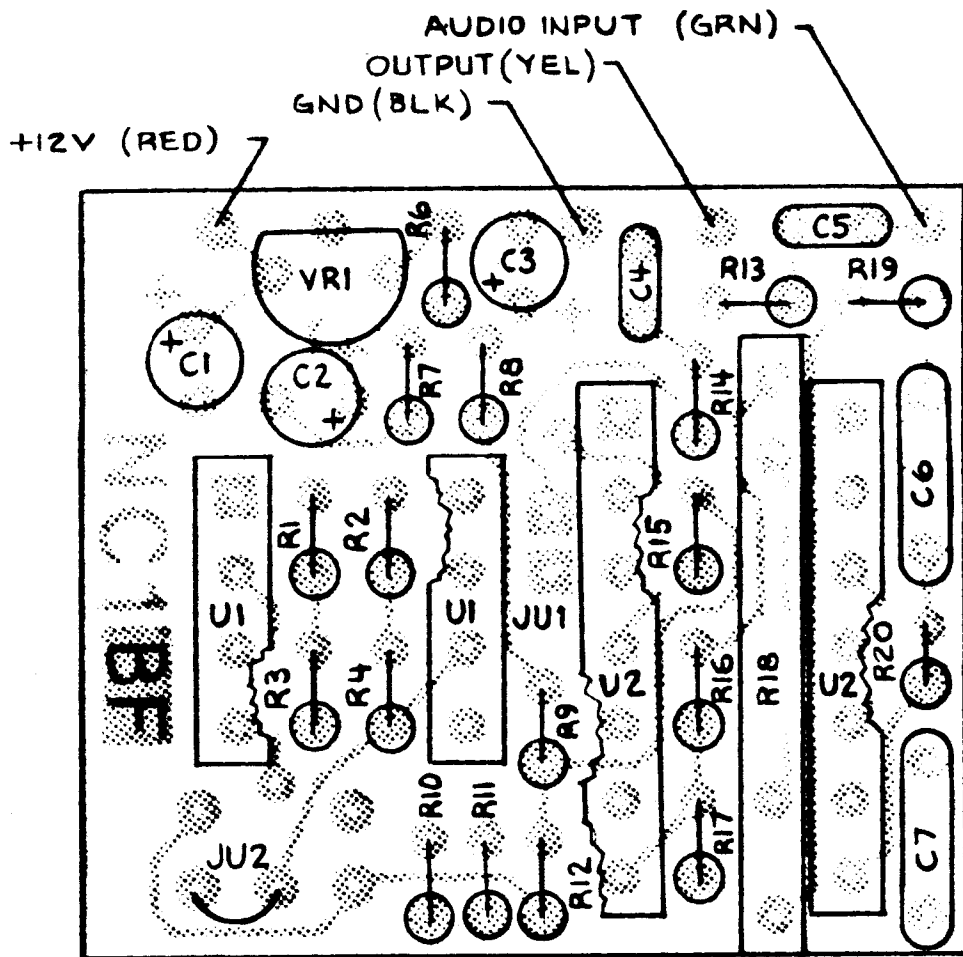 AUDIO INPUT (GRN)
OUTPUT (YEL)
GND (BLK)
+12V (RED)
R6
C3
+
C4
C5
VR1
R13
R19
+
C1
C2
+
R7
R8
R14
C6
NC1BF
R1
R2
R15
U1
U1
JU1
R3
R4
U2
R16
R18
U2
R20
R9
R10
R11
R17
JU2
R12
C7